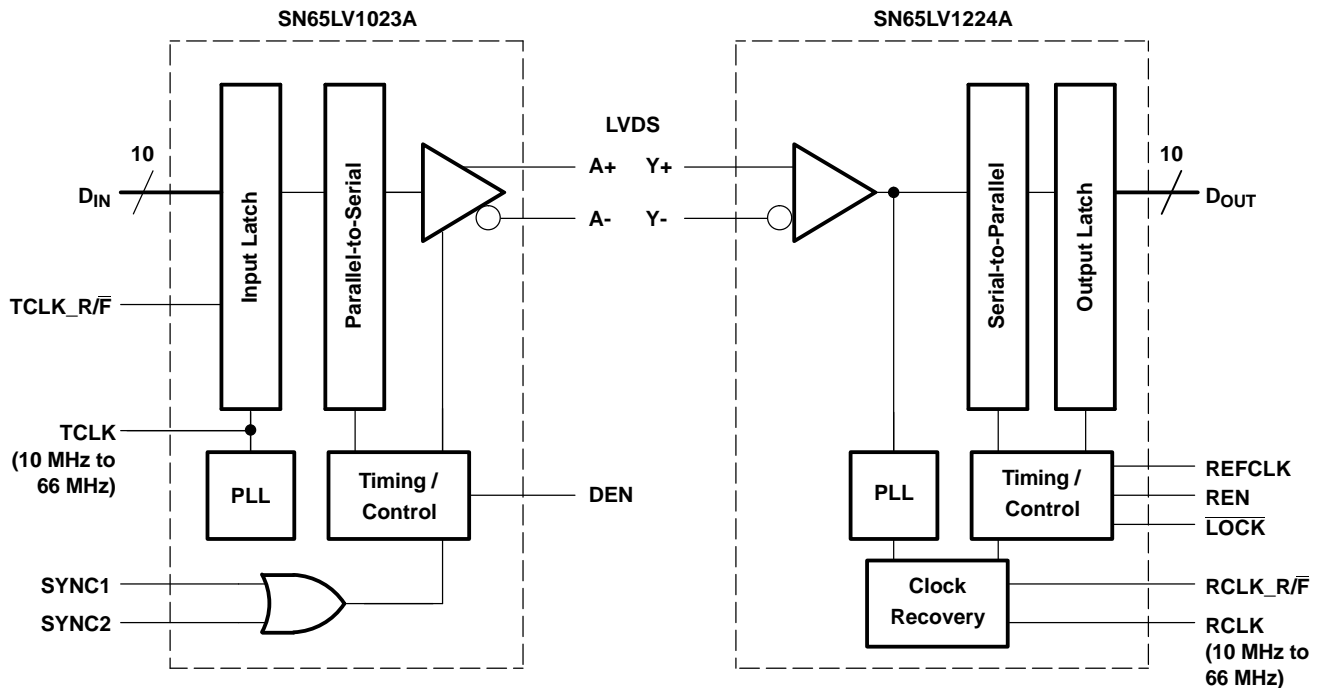 SN65LV1023A
SN65LV1224A
LVDS
10
D_IN
Input Latch
Parallel-to-Serial
A+
Y+
A-
Y-
Serial-to-Parallel
Output Latch
10
D_OUT
TCLK_R/F̅
TCLK
(10 MHz to
66 MHz)
PLL
Timing /
Control
DEN
SYNC1
SYNC2
PLL
Timing /
Control
REFCLK
REN
L̅O̅C̅K̅
Clock
Recovery
RCLK_R/F̅
RCLK
(10 MHz to
66 MHz)